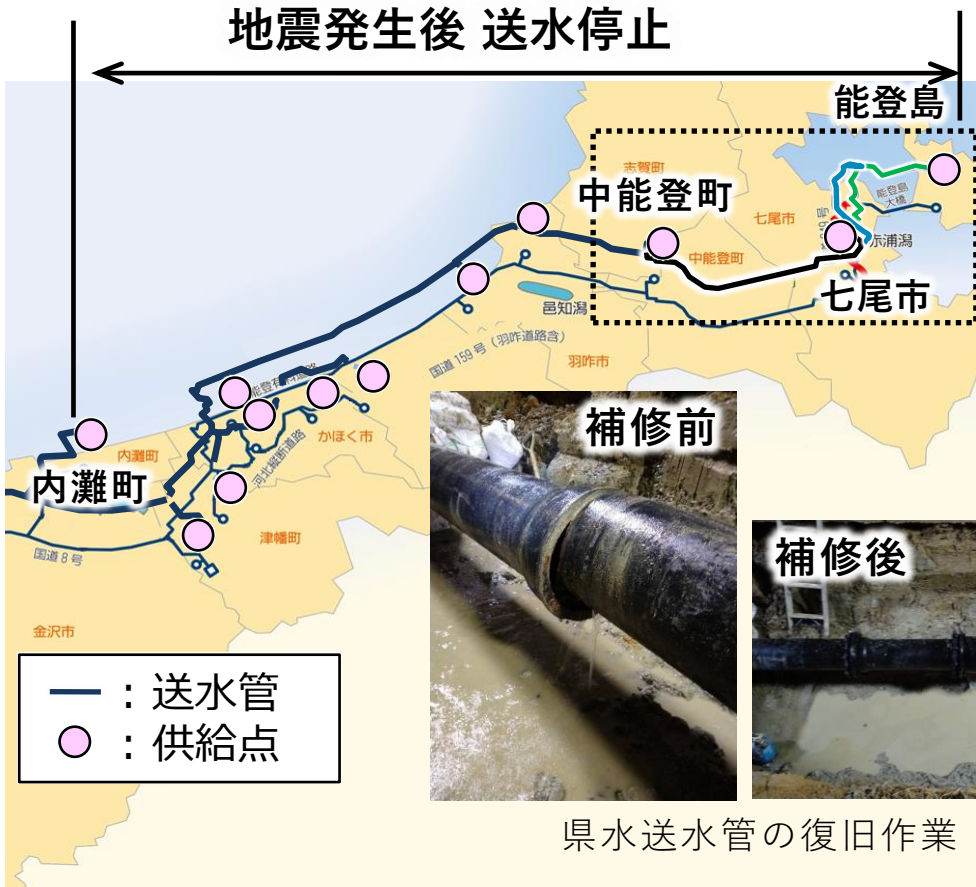 地震発生後 送水停止
能登島
志賀町
中能登町
七尾市
能登島
大橋
中能登町
赤浦潟
七尾市
邑知潟
国道159号（羽咋道路含）
羽咋市
かほく市
河北縦断道路
内灘町
内灘町
津幡町
国道8号
金沢市
補修前
補修後
：送水管
：供給点
県水送水管の復旧作業